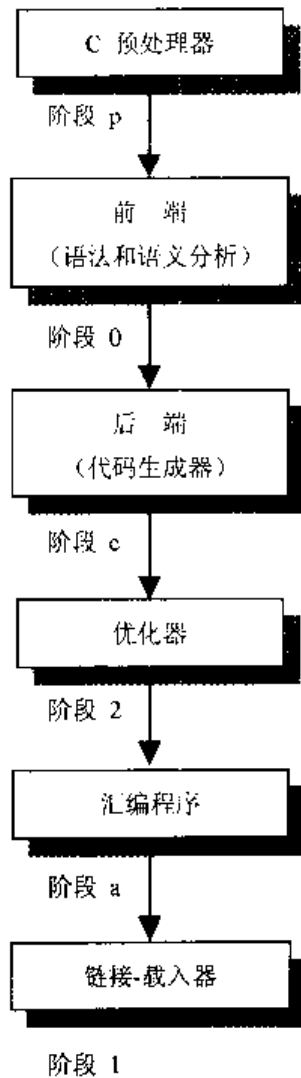 C 预处理器
阶段 p
前 端
（语法和语义分析）
阶段 0
后 端
（代码生成器）
阶段 c
优化器
阶段 2
汇编程序
阶段 a
链接-载入器
阶段 1